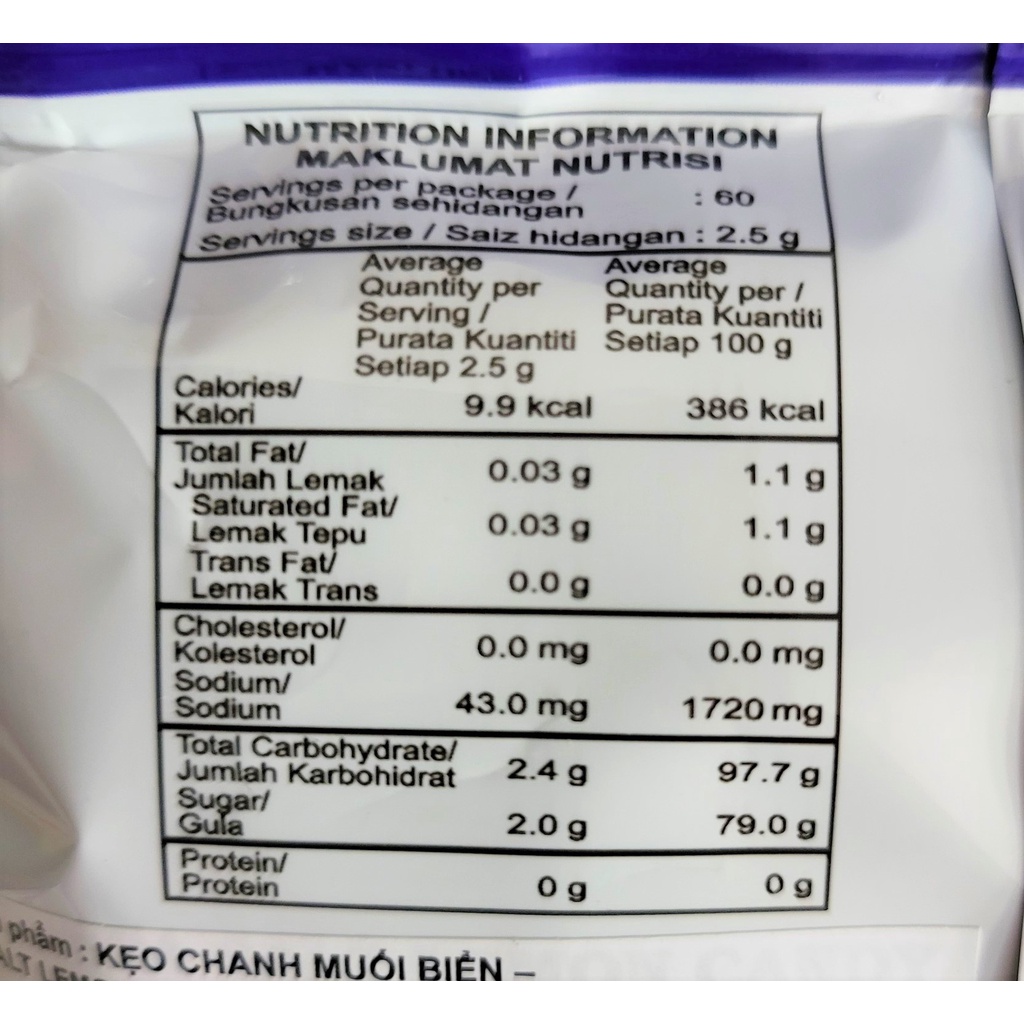 NUTRITION INFORMATION
MAKLUMAT NUTRISI
Servings per package /
Bungkusan sehidangan : 60
Servings size / Saiz hidangan : 2.5 g
Average Quantity per Serving / Purata Kuantiti Setiap 2.5 g
Average Quantity per / Purata Kuantiti Setiap 100 g
Calories/
Kalori 9.9 kcal 386 kcal
Total Fat/
Jumlah Lemak 0.03 g 1.1 g
Saturated Fat/
Lemak Tepu 0.03 g 1.1 g
Trans Fat/
Lemak Trans 0.0 g 0.0 g
Cholesterol/
Kolesterol 0.0 mg 0.0 mg
Sodium/
Sodium 43.0 mg 1720 mg
Total Carbohydrate/
Jumlah Karbohidrat 2.4 g 97.7 g
Sugar/
Gula 2.0 g 79.0 g
Protein/
Protein 0 g 0 g
phẩm : KẸO CHANH MUỐI BIỂN –